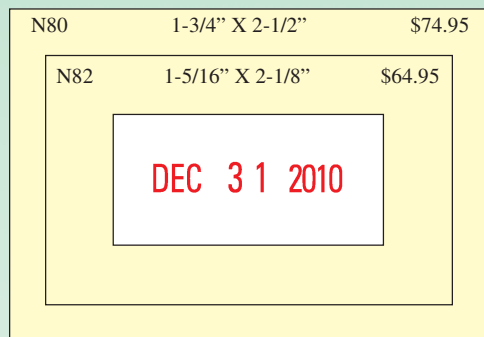 N80 1-3/4” X 2-1/2” $74.95
N82 1-5/16” X 2-1/8” $64.95
DEC 31 2010